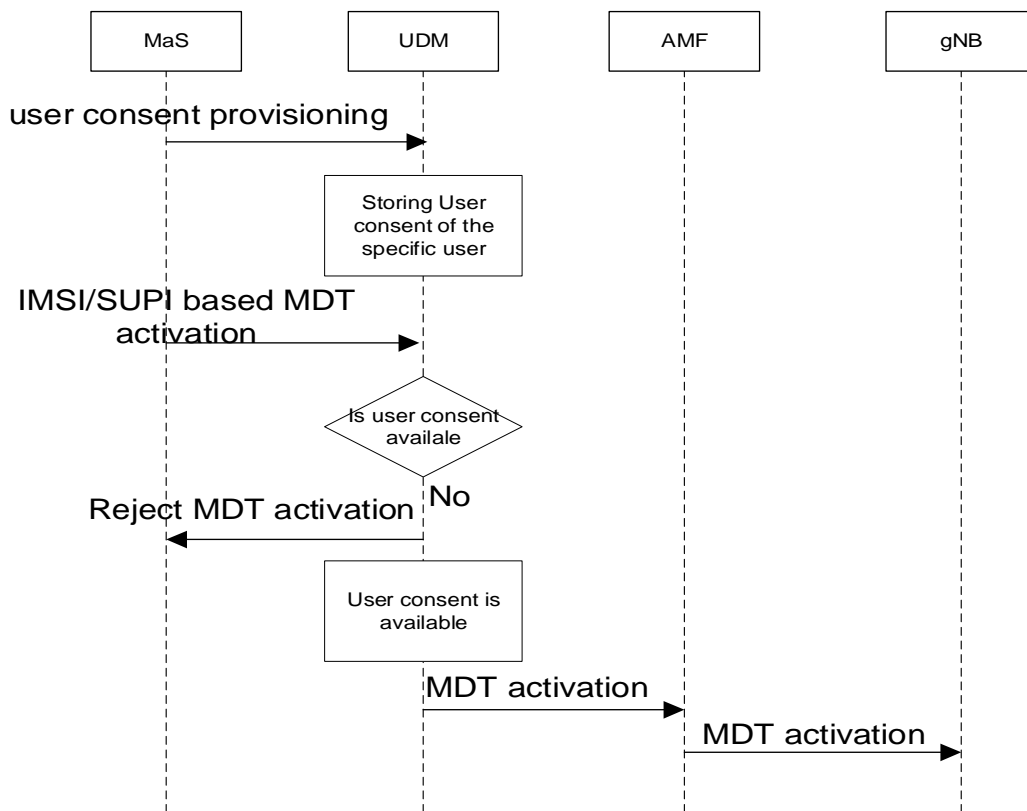 MaS
UDM
AMF
gNB
user consent provisioning
Storing User
consent of the
specific user
IMSI/SUPI based MDT
activation
Is user consent
availale
No
Reject MDT activation
User consent is
available
MDT activation
MDT activation